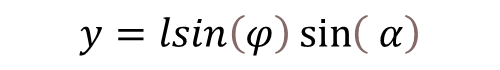 y = lsin(φ) sin( α)